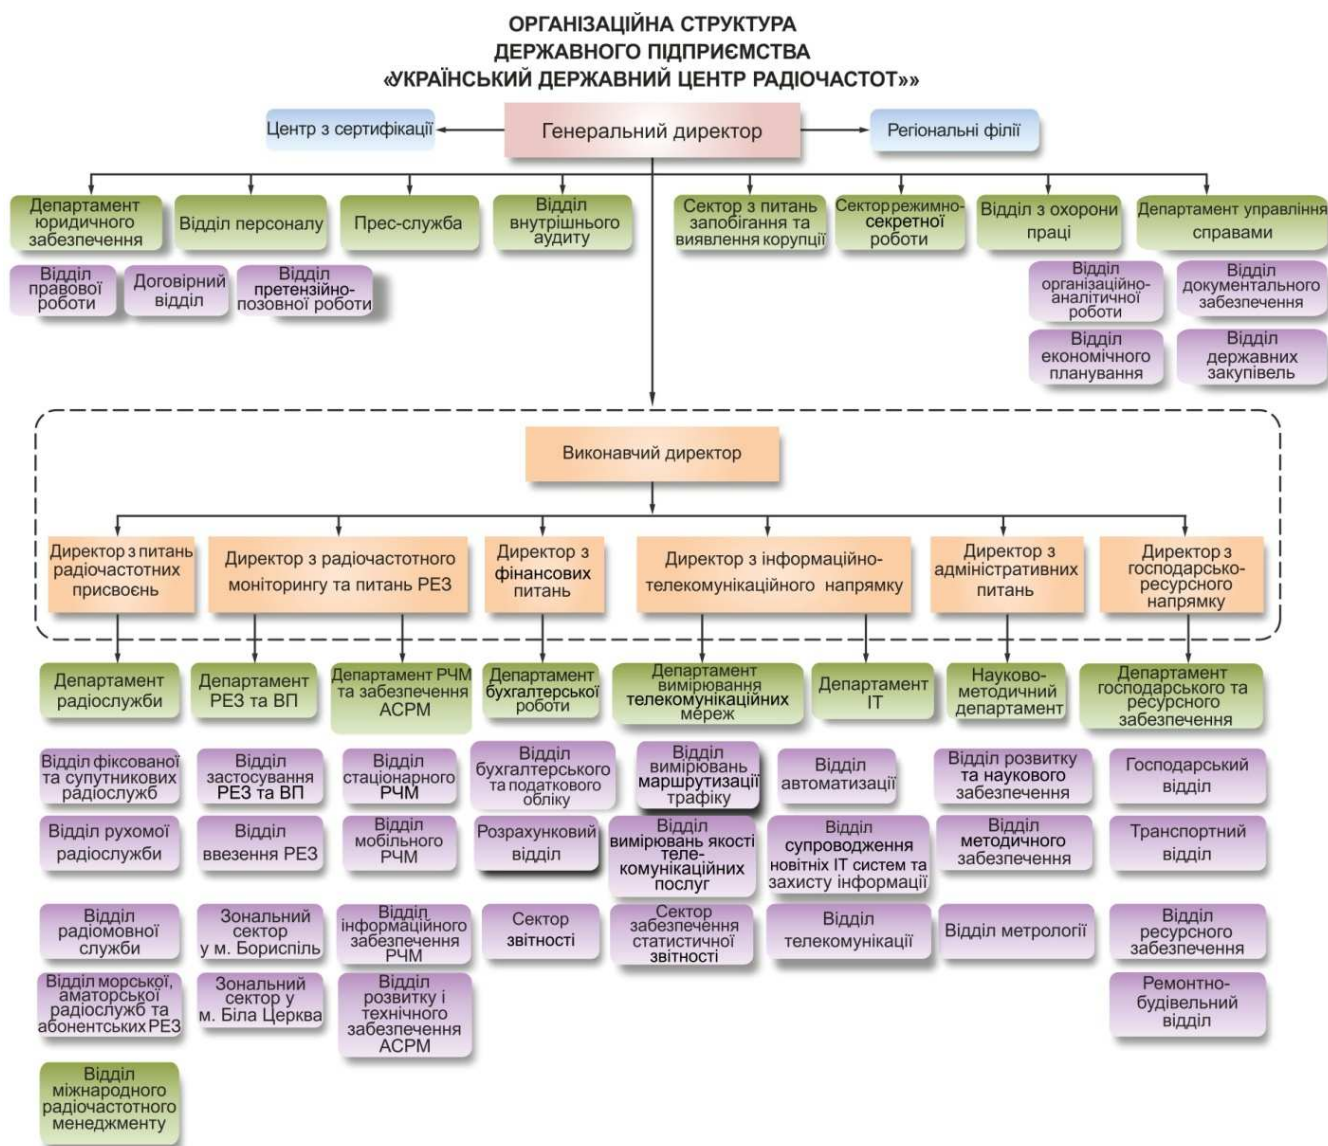 ОРГАНІЗАЦІЙНА СТРУКТУРА
ДЕРЖАВНОГО ПІДПРИЄМСТВА
«УКРАЇНСЬКИЙ ДЕРЖАВНИЙ ЦЕНТР РАДІОЧАСТОТ»»
Центр з сертифікації
Генеральний директор
Регіональні філії
Департамент
юридичного
забезпечення
Відділ персоналу
Прес-служба
Відділ
внутрішнього
аудиту
Сектор з питань
запобігання та
виявлення корупції
Сектор режимно-
секретної
роботи
Відділ з охорони
праці
Департамент управління
справами
Відділ
правової
роботи
Договірний
відділ
Відділ
претензійно-
позовної роботи
Відділ
організаційно-
аналітичної
роботи
Відділ
документального
забезпечення
Відділ
економічного
планування
Відділ
державних
закупівель
Виконавчий директор
Директор з питань
радіочастотних
присвоєнь
Директор з радіочастотного
моніторингу та питань РЕЗ
Директор з
фінансових
питань
Директор з інформаційно-
телекомунікаційного напрямку
Директор з
адміністративних
питань
Директор з
господарсько-
ресурсного
напрямку
Департамент
радіослужби
Департамент
РЕЗ та ВП
Департамент РЧМ
та забезпечення
АСРМ
Департамент
бухгалтерської
роботи
Департамент
вимірювання
телекомунікаційних
мереж
Департамент
ІТ
Науково-
методичний
департамент
Департамент
господарського та
ресурсного
забезпечення
Відділ фіксованої
та супутникових
радіослужб
Відділ
застосування
РЕЗ та ВП
Відділ
стаціонарного
РЧМ
Відділ
бухгалтерського
та податкового
обліку
Відділ
вимірювань
маршрутизації
трафіку
Відділ
автоматизації
Відділ розвитку
та наукового
забезпечення
Господарський
відділ
Відділ рухомої
радіослужби
Відділ
ввезення РЕЗ
Відділ
мобільного
РЧМ
Розрахунковий
відділ
Відділ
вимірювань якості
теле-
комунікаційних
послуг
Відділ
супроводження
новітніх ІТ систем та
захисту інформації
Відділ
методичного
забезпечення
Транспортний
відділ
Відділ
радіомовної
служби
Зональний
сектор
у м. Бориспіль
Відділ
інформаційного
забезпечення
РЧМ
Сектор
звітності
Сектор
забезпечення
статистичної
звітності
Відділ
телекомунікації
Відділ метрології
Відділ
ресурсного
забезпечення
Відділ морської,
аматорської
радіослужб та
абонентських РЕЗ
Зональний
сектор у
м. Біла Церква
Відділ
розвитку і
технічного
забезпечення
АСРМ
Ремонтно-
будівельний
відділ
Відділ
міжнародного
радіочастотного
менеджменту